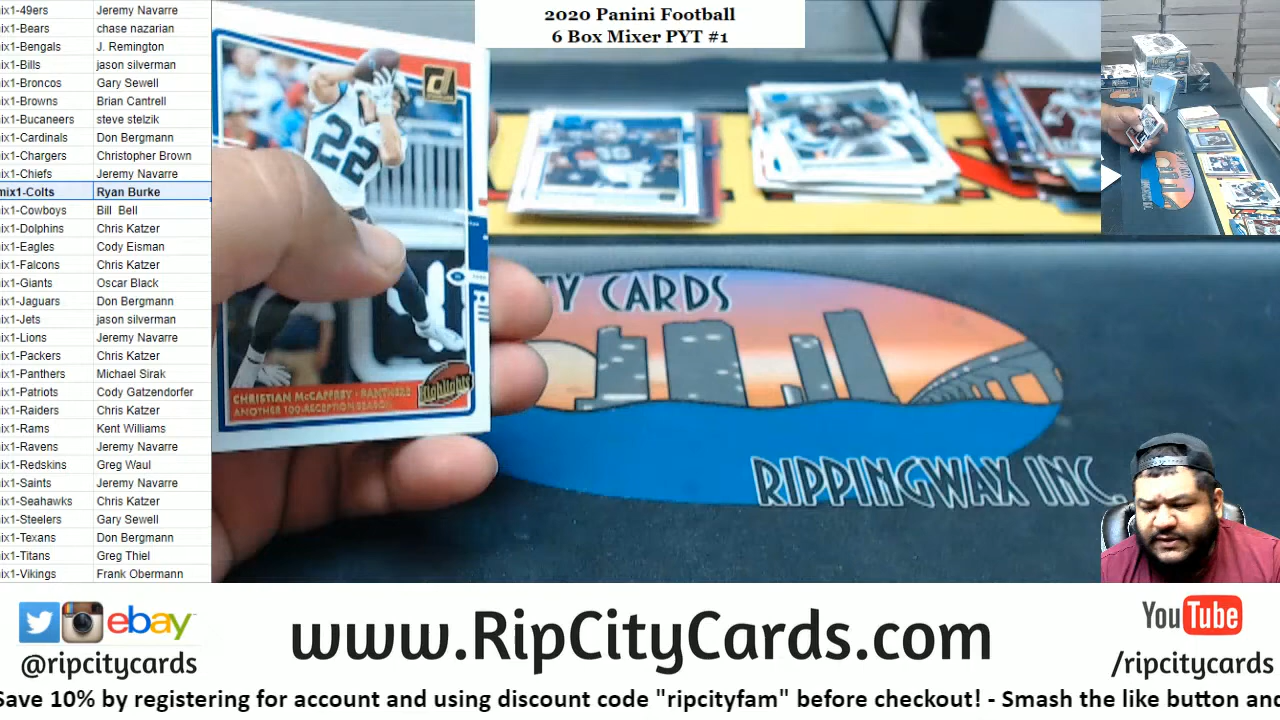 2020 Panini Football
6 Box Mixer PYT #1
ix1-49ers Jeremy Navarre
ix1-Bears chase nazarian
ix1-Bengals J. Remington
ix1-Bills jason silverman
ix1-Broncos Gary Sewell
ix1-Browns Brian Cantrell
ix1-Bucaneers steve stelzik
ix1-Cardinals Don Bergmann
ix1-Chargers Christopher Brown
ix1-Chiefs Jeremy Navarre
mix1-Colts Ryan Burke
ix1-Cowboys Bill Bell
ix1-Dolphins Chris Katzer
ix1-Eagles Cody Eisman
ix1-Falcons Chris Katzer
ix1-Giants Oscar Black
ix1-Jaguars Don Bergmann
ix1-Jets jason silverman
ix1-Lions Jeremy Navarre
ix1-Packers Chris Katzer
ix1-Panthers Michael Sirak
ix1-Patriots Cody Gatzendorfer
ix1-Raiders Chris Katzer
ix1-Rams Kent Williams
ix1-Ravens Jeremy Navarre
ix1-Redskins Greg Waul
ix1-Saints Jeremy Navarre
ix1-Seahawks Chris Katzer
ix1-Steelers Gary Sewell
ix1-Texans Don Bergmann
ix1-Titans Greg Thiel
ix1-Vikings Frank Obermann
d
22
CHRISTIAN McCAFFREY - PANTHERS
ANOTHER 100-RECEPTION SEASON
Highlights
TY CARDS
RIPPINGWAX INC.
ebay
@ripcitycards
www.RipCityCards.com
YouTube
/ripcitycards
Save 10% by registering for account and using discount code "ripcityfam" before checkout! - Smash the like button and